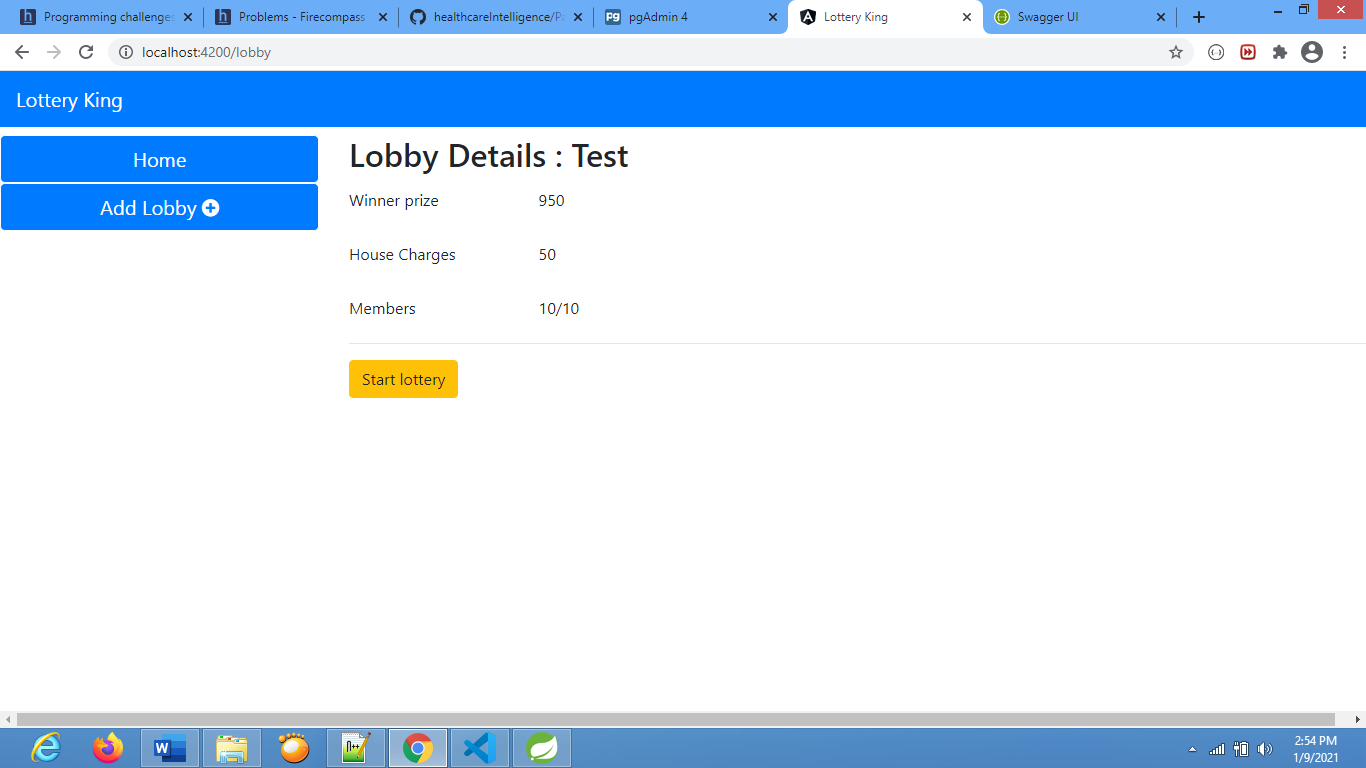 Programming challenges
Problems - Firecompass
healthcareIntelligence/Pa
pgAdmin 4
Lottery King
Swagger UI
localhost:4200/lobby
Lottery King
Home
Add Lobby
Lobby Details : Test
Winner prize 950
House Charges 50
Members 10/10
Start lottery
2:54 PM
1/9/2021